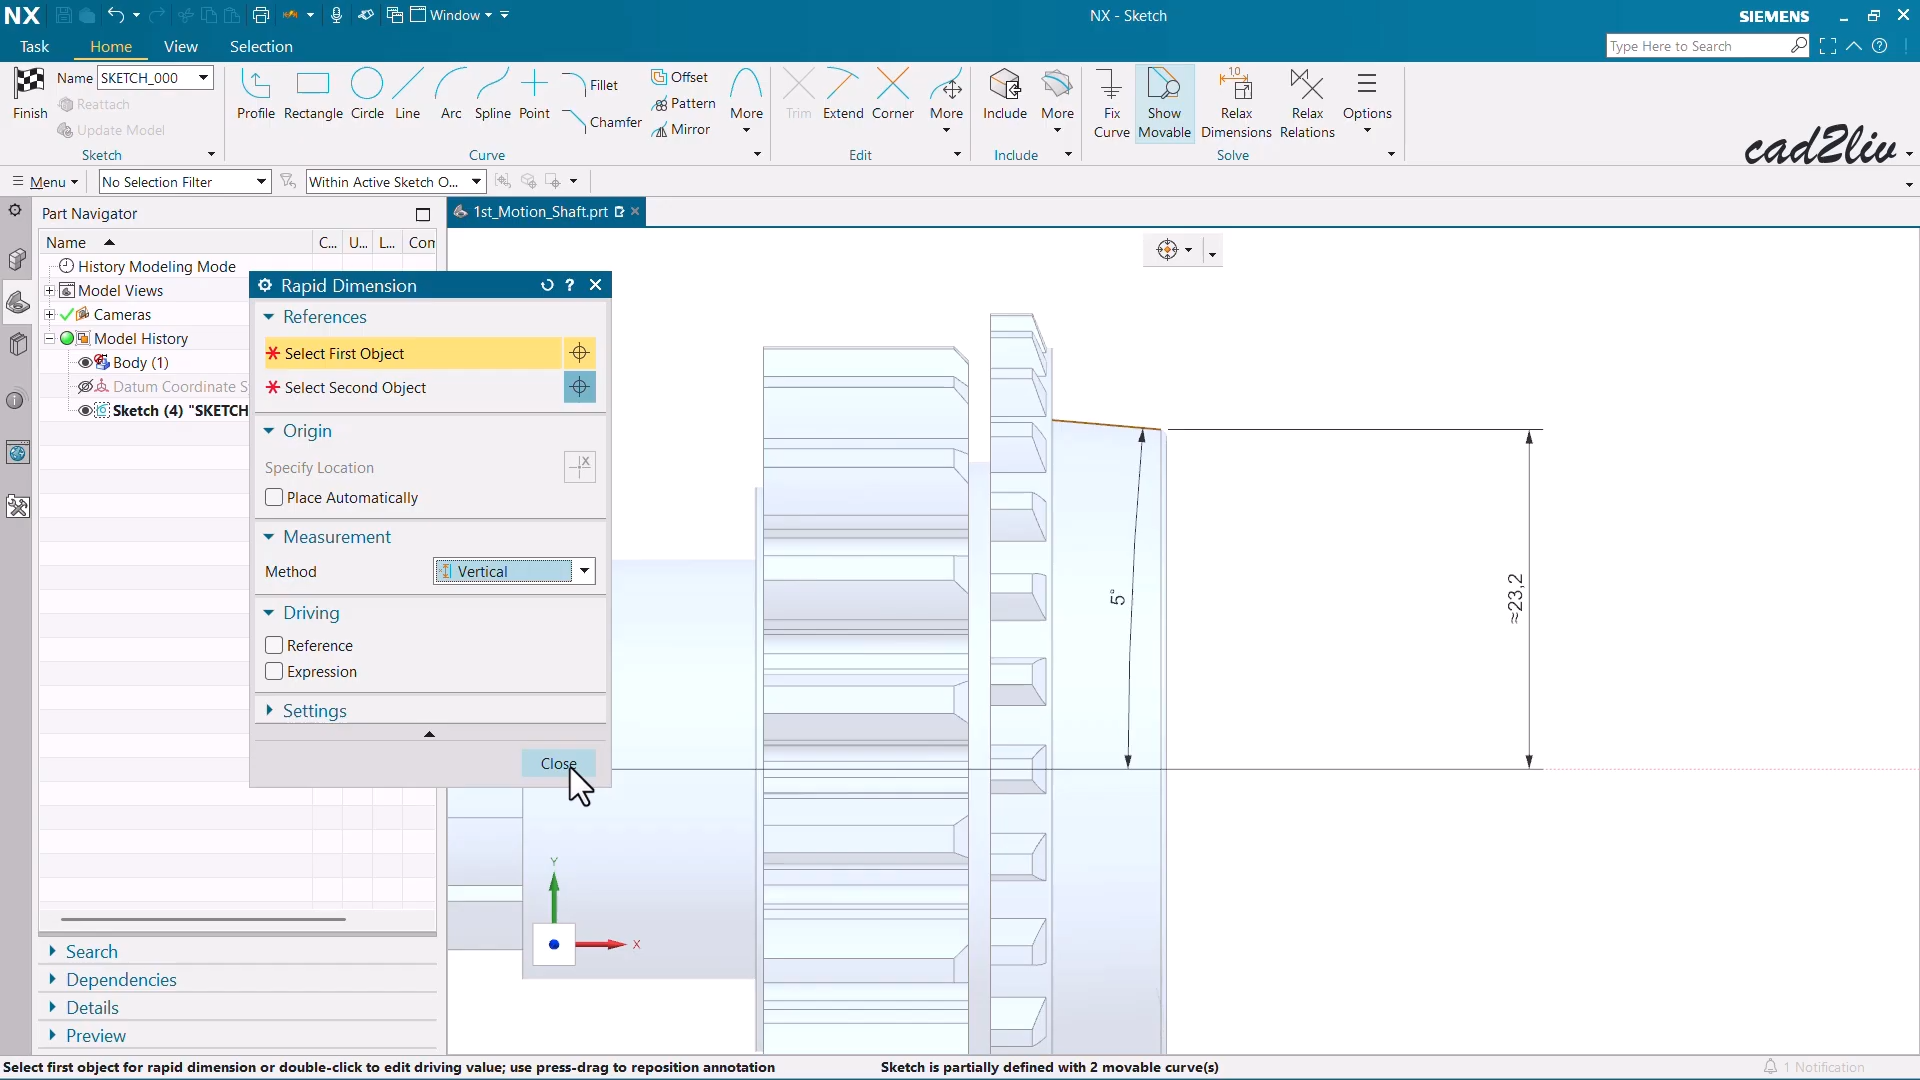 NX
Window
NX - Sketch
SIEMENS
Task
Home
View
Selection
Type Here to Search
Finish
Name
SKETCH_000
Reattach
Update Model
Sketch
Profile
Rectangle
Circle
Line
Arc
Spline
Point
Fillet
Chamfer
Offset
Pattern
Mirror
More
Curve
Trim
Extend
Corner
More
Edit
Include
More
Include
Fix Curve
Show Movable
1.0
Relax Dimensions
Relax Relations
Options
Solve
cad2liv
Menu
No Selection Filter
Within Active Sketch O...
Part Navigator
1st_Motion_Shaft.prt
Name
C...
U...
L...
Com
History Modeling Mode
Model Views
Cameras
Model History
Body (1)
Datum Coordinate S
Sketch (4) "SKETCH
Rapid Dimension
References
Select First Object
Select Second Object
Origin
Specify Location
Place Automatically
Measurement
Method
Vertical
Driving
Reference
Expression
Settings
Close
5°
≈23,2
Y
X
Search
Dependencies
Details
Preview
Select first object for rapid dimension or double-click to edit driving value; use press-drag to reposition annotation
Sketch is partially defined with 2 movable curve(s)
1 Notification